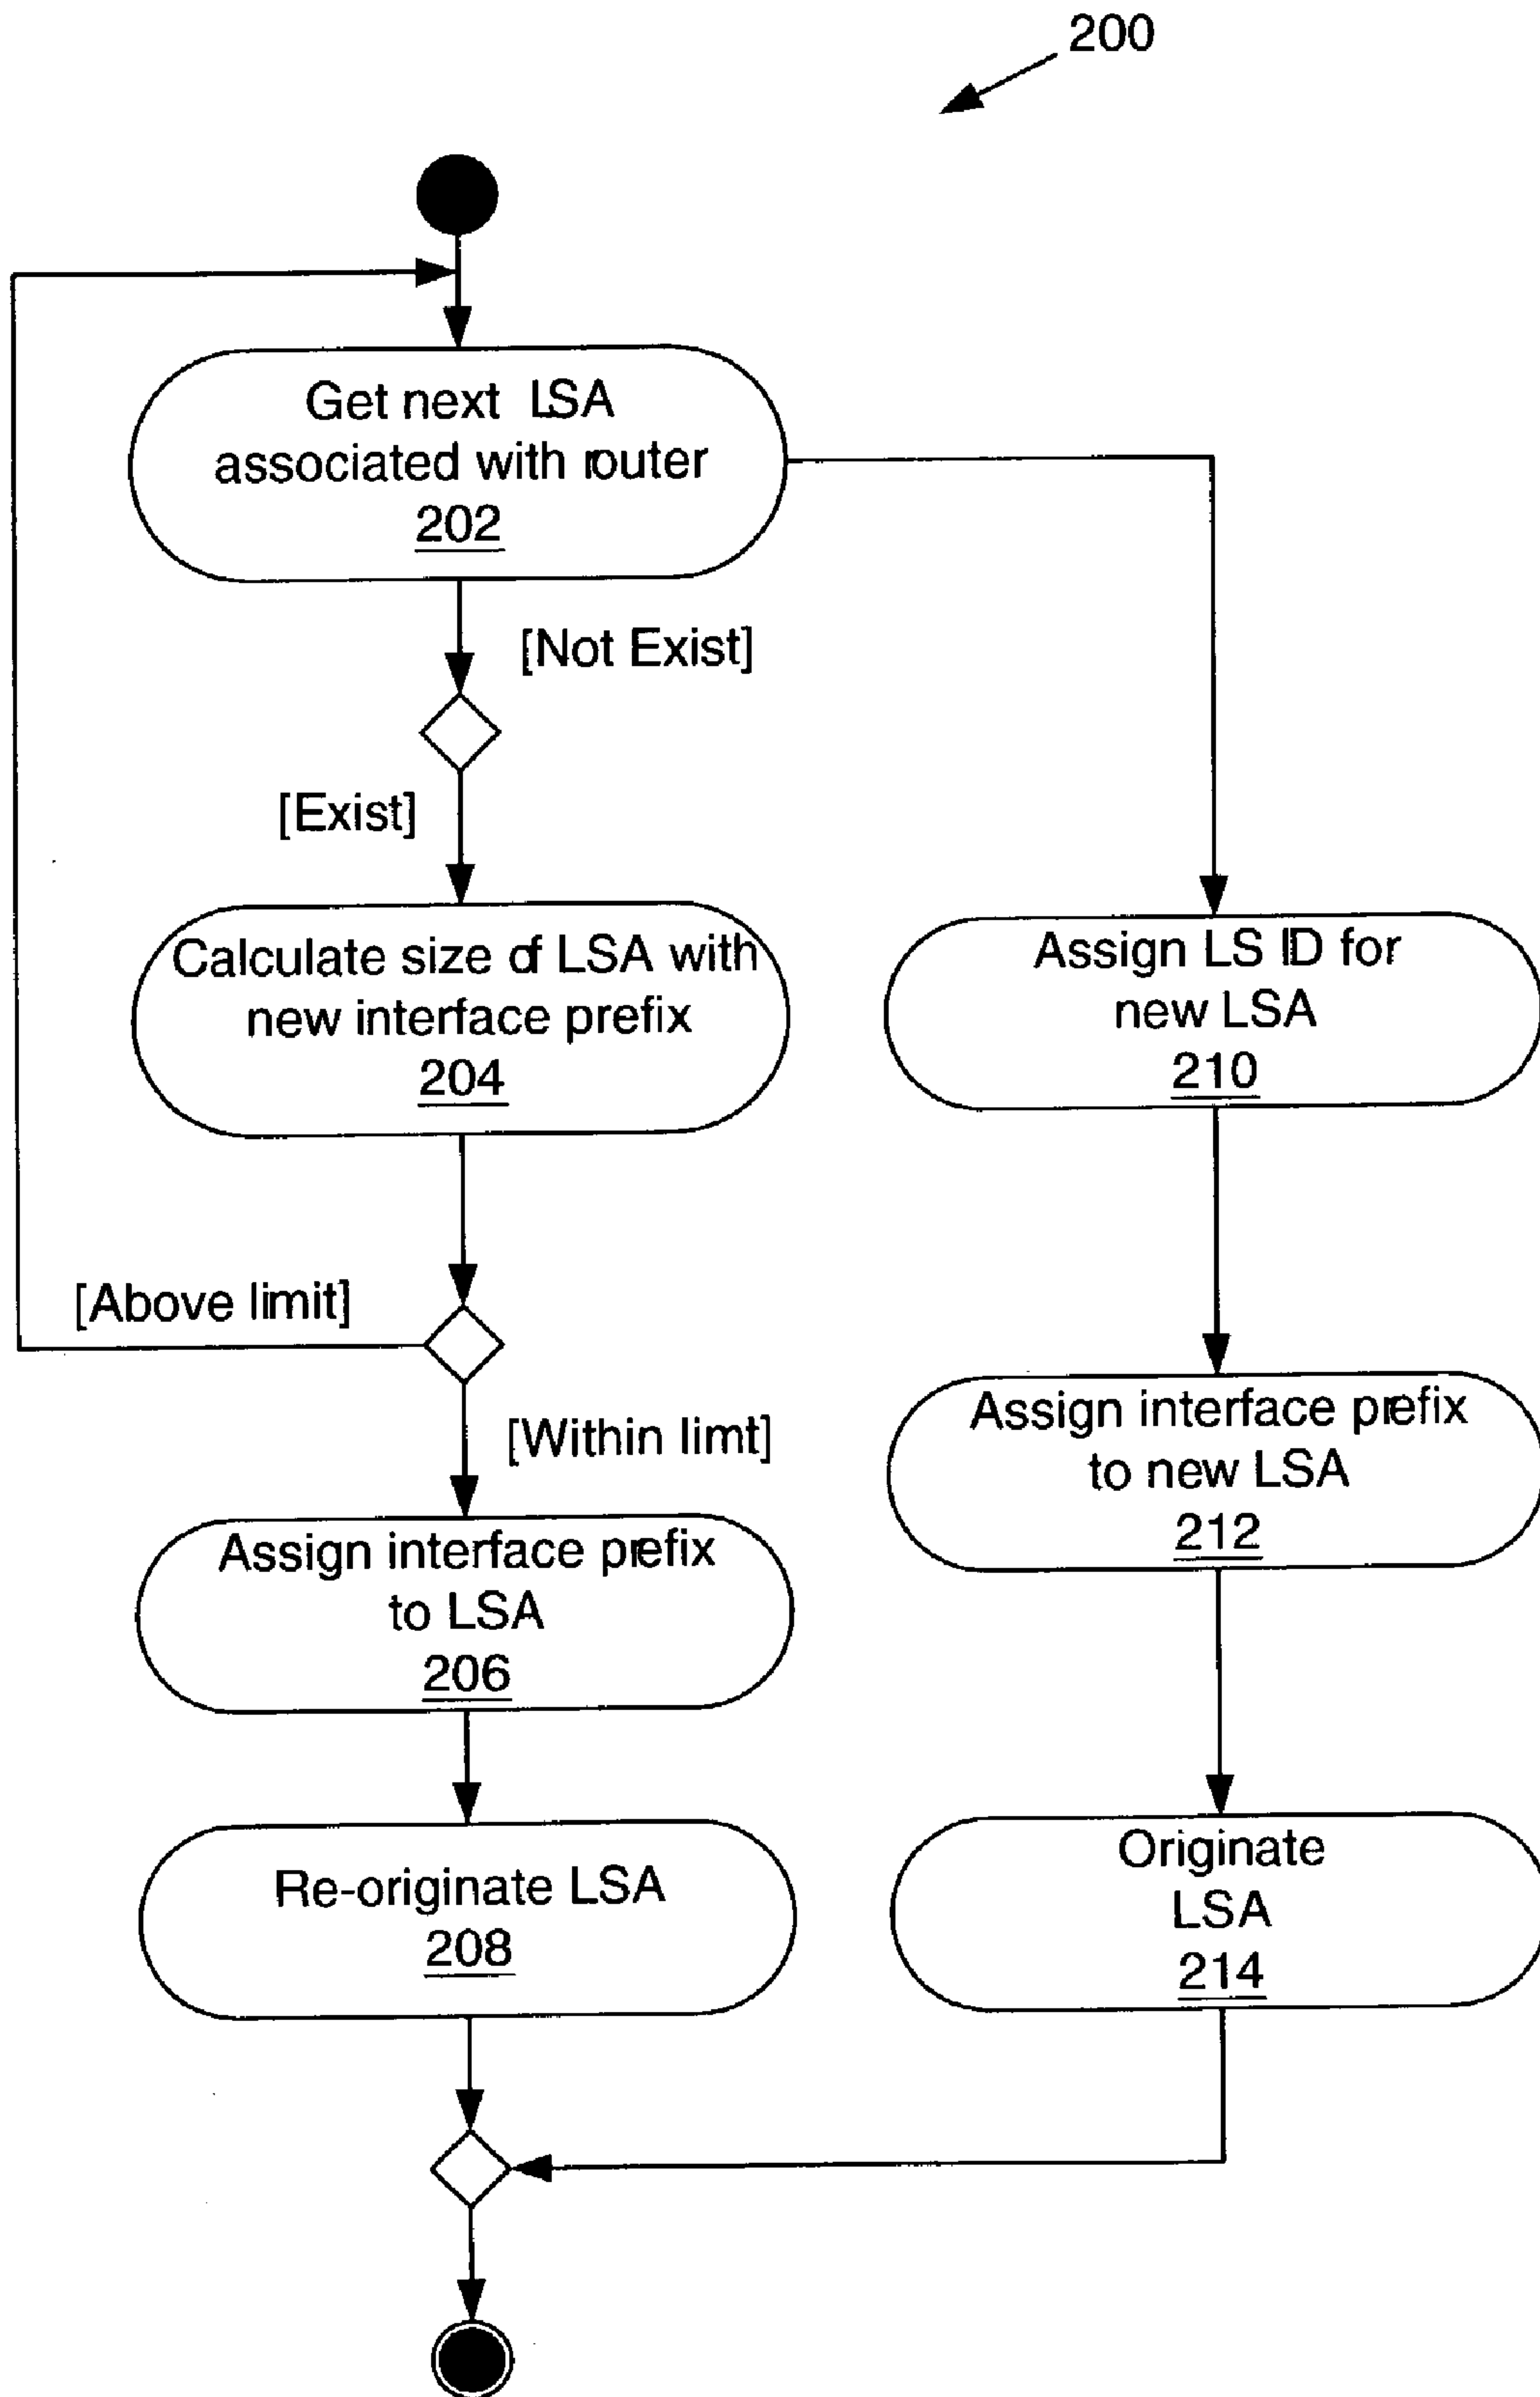 200
Get next LSA
associated with router
202
[Not Exist]
[Exist]
Calculate size of LSA with
new interface prefix
204
Assign LS ID for
new LSA
210
[Above limit]
[Within limt]
Assign interface prefix
to new LSA
212
Assign interface prefix
to LSA
206
Re-originate LSA
208
Originate
LSA
214